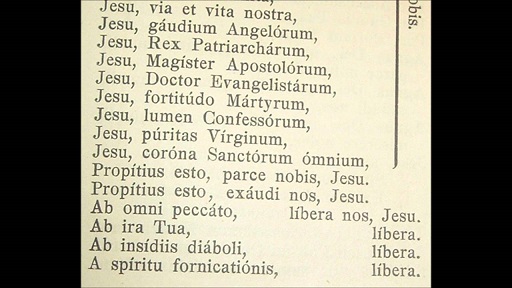 Jesu, via et vita nostra,
Jesu, gáudium Angelórum,
Jesu, Rex Patriarchárum,
Jesu, Magíster Apostolórum,
Jesu, Doctor Evangelistárum,
Jesu, fortitúdo Mártyrum,
Jesu, lumen Confessórum,
Jesu, púritas Vírginum,
Jesu, coróna Sanctórum ómnium,
Propítius esto, parce nobis, Jesu.
Propítius esto, exáudi nos, Jesu.
Ab omni peccáto, líbera nos, Jesu.
Ab ira Tua, líbera.
Ab insídiis diáboli, líbera.
A spíritu fornicatiónis, líbera.
obis.